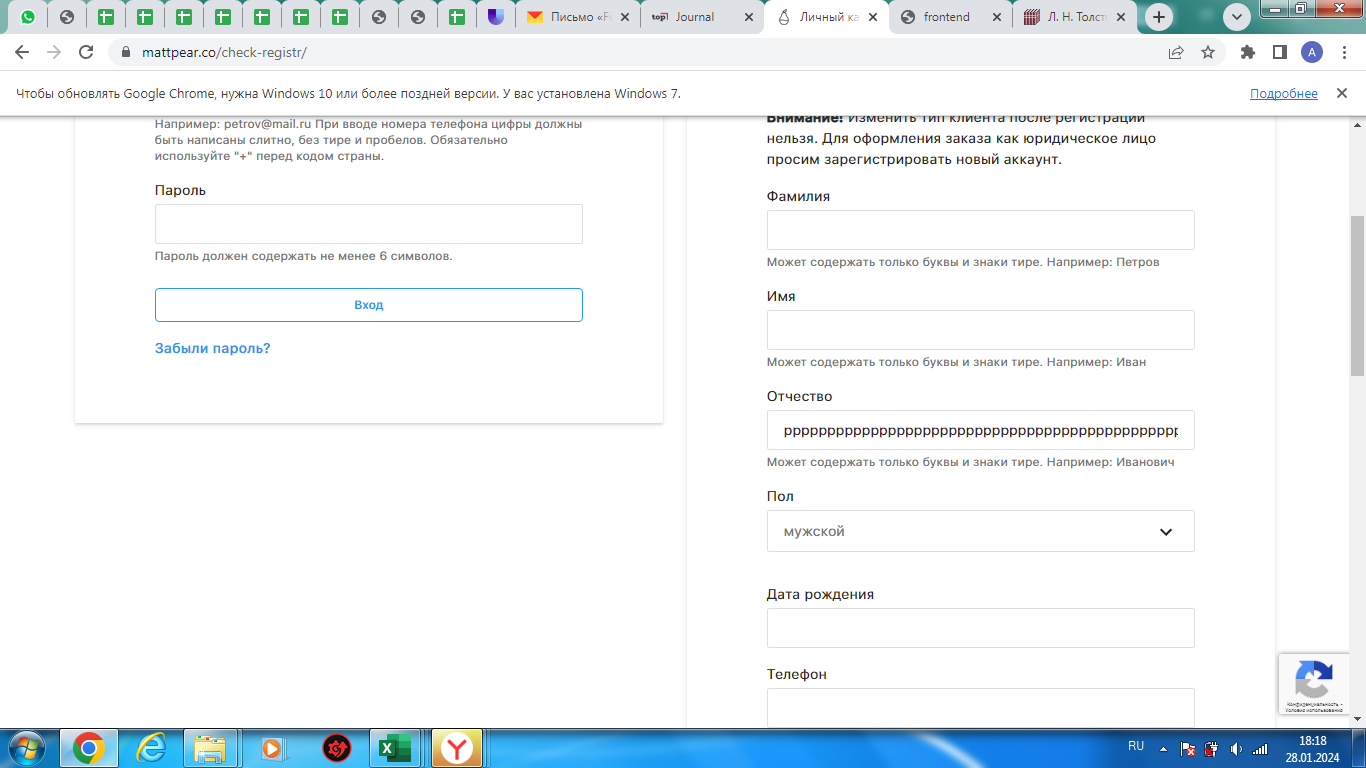 Письмо «F
top1 Journal
Личный ка
frontend
Л. Н. Толст
mattpear.co/check-registr/
A
Чтобы обновлять Google Chrome, нужна Windows 10 или более поздней версии. У вас установлена Windows 7.
Подробнее
Например: petrov@mail.ru При вводе номера телефона цифры должны
быть написаны слитно, без тире и пробелов. Обязательно
используйте "+" перед кодом страны.
Пароль
Пароль должен содержать не менее 6 символов.
Вход
Забыли пароль?
Внимание! Изменить тип клиента после регистрации
нельзя. Для оформления заказа как юридическое лицо
просим зарегистрировать новый аккаунт.
Фамилия
Может содержать только буквы и знаки тире. Например: Петров
Имя
Может содержать только буквы и знаки тире. Например: Иван
Отчество
рррррррррррррррррррррррррррррррррррррррррррррр
Может содержать только буквы и знаки тире. Например: Иванович
Пол
мужской
Дата рождения
Телефон
Конфиденциальность -
Условия использования
RU
18:18
28.01.2024